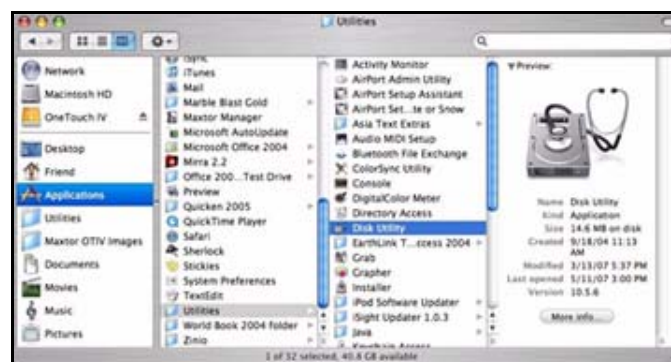 Utilities
Network
Macintosh HD
OneTouch IV
Desktop
Friend
Applications
Utilities
Maxtor OTIV Images
Documents
Movies
Music
Pictures
iSync
iTunes
Mail
Marble Blast Gold
Maxtor Manager
Microsoft AutoUpdate
Microsoft Office 2004
Mirra 2.2
Office 200...Test Drive
Preview
Quicken 2005
QuickTime Player
Safari
Sherlock
Stickies
System Preferences
TextEdit
Utilities
World Book 2004 folder
Zinio
Activity Monitor
AirPort Admin Utility
AirPort Setup Assistant
AirPort Set...te or Snow
Asia Text Extras
Audio MIDI Setup
Bluetooth File Exchange
ColorSync Utility
Console
DigitalColor Meter
Directory Access
Disk Utility
EarthLink T...ccess 2004
Grab
Grapher
Installer
iPod Software Updater
iSight Updater 1.0.3
Java
Keychain Access
Preview:
Name Disk Utility
Kind Application
Size 14.6 MB on disk
Created 9/18/04 11:13
AM
Modified 3/13/07 5:37 PM
Last opened 5/11/07 3:00 PM
Version 10.5.6
More info...
1 of 32 selected, 40.8 GB available